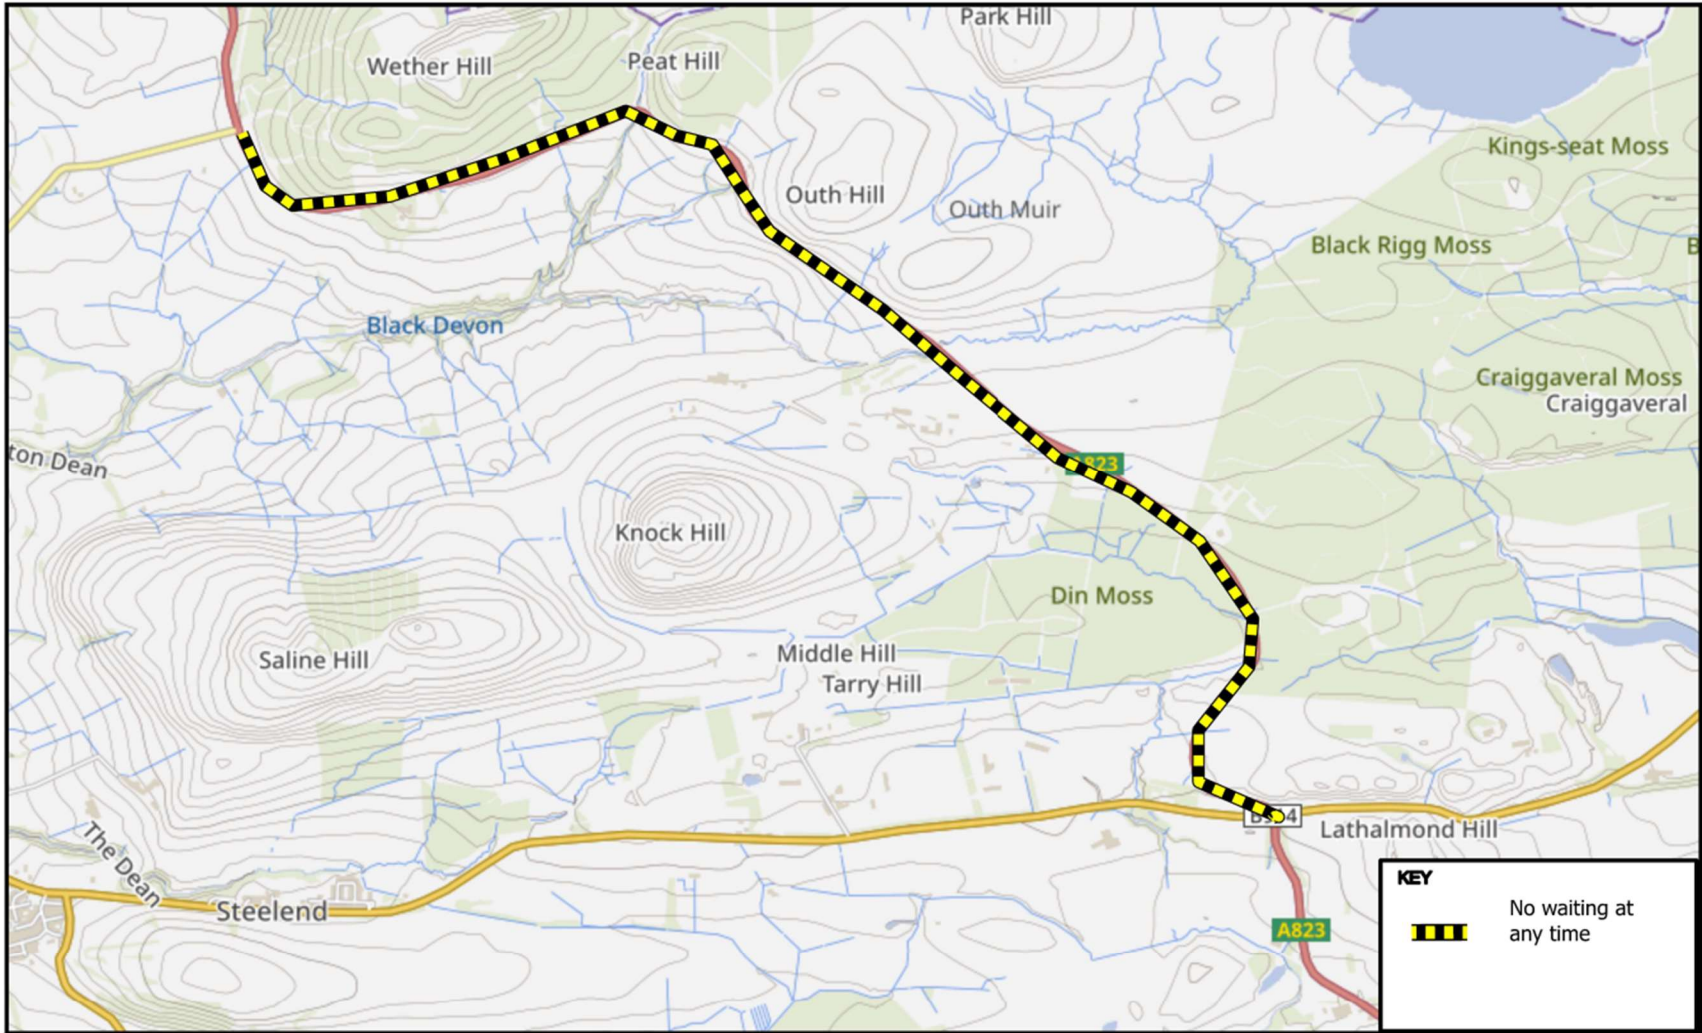 Park Hill
Wether Hill
Peat Hill
Kings-seat Moss
Outh Hill
Outh Muir
Black Rigg Moss
B
Black Devon
Craiggaveral Moss
Craiggaveral
ton Dean
823
Knock Hill
Din Moss
Middle Hill
Saline Hill
Tarry Hill
Lathalmond Hill
The Dean
KEY
Steelend
No waiting at
any time
A823